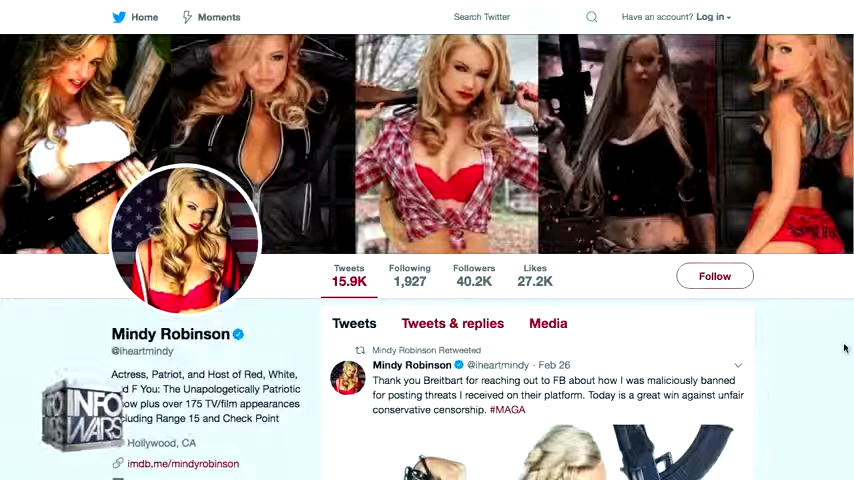 Home
Moments
Search Twitter
Have an account? Log in
Tweets
15.9K
Following
1,927
Followers
40.2K
Likes
27.2K
Follow
Mindy Robinson
@iheartmindy
Actress, Patriot, and Host of Red, White,
d F You: The Unapologetically Patriotic
ow plus over 175 TV/film appearances
cluding Range 15 and Check Point
Hollywood, CA
imdb.me/mindyrobinson
Tweets Tweets & replies Media
Mindy Robinson Retweeted
Mindy Robinson @iheartmindy · Feb 26
Thank you Breitbart for reaching out to FB about how I was maliciously banned
for posting threats I received on their platform. Today is a great win against unfair
conservative censorship. #MAGA
INFO
WARS